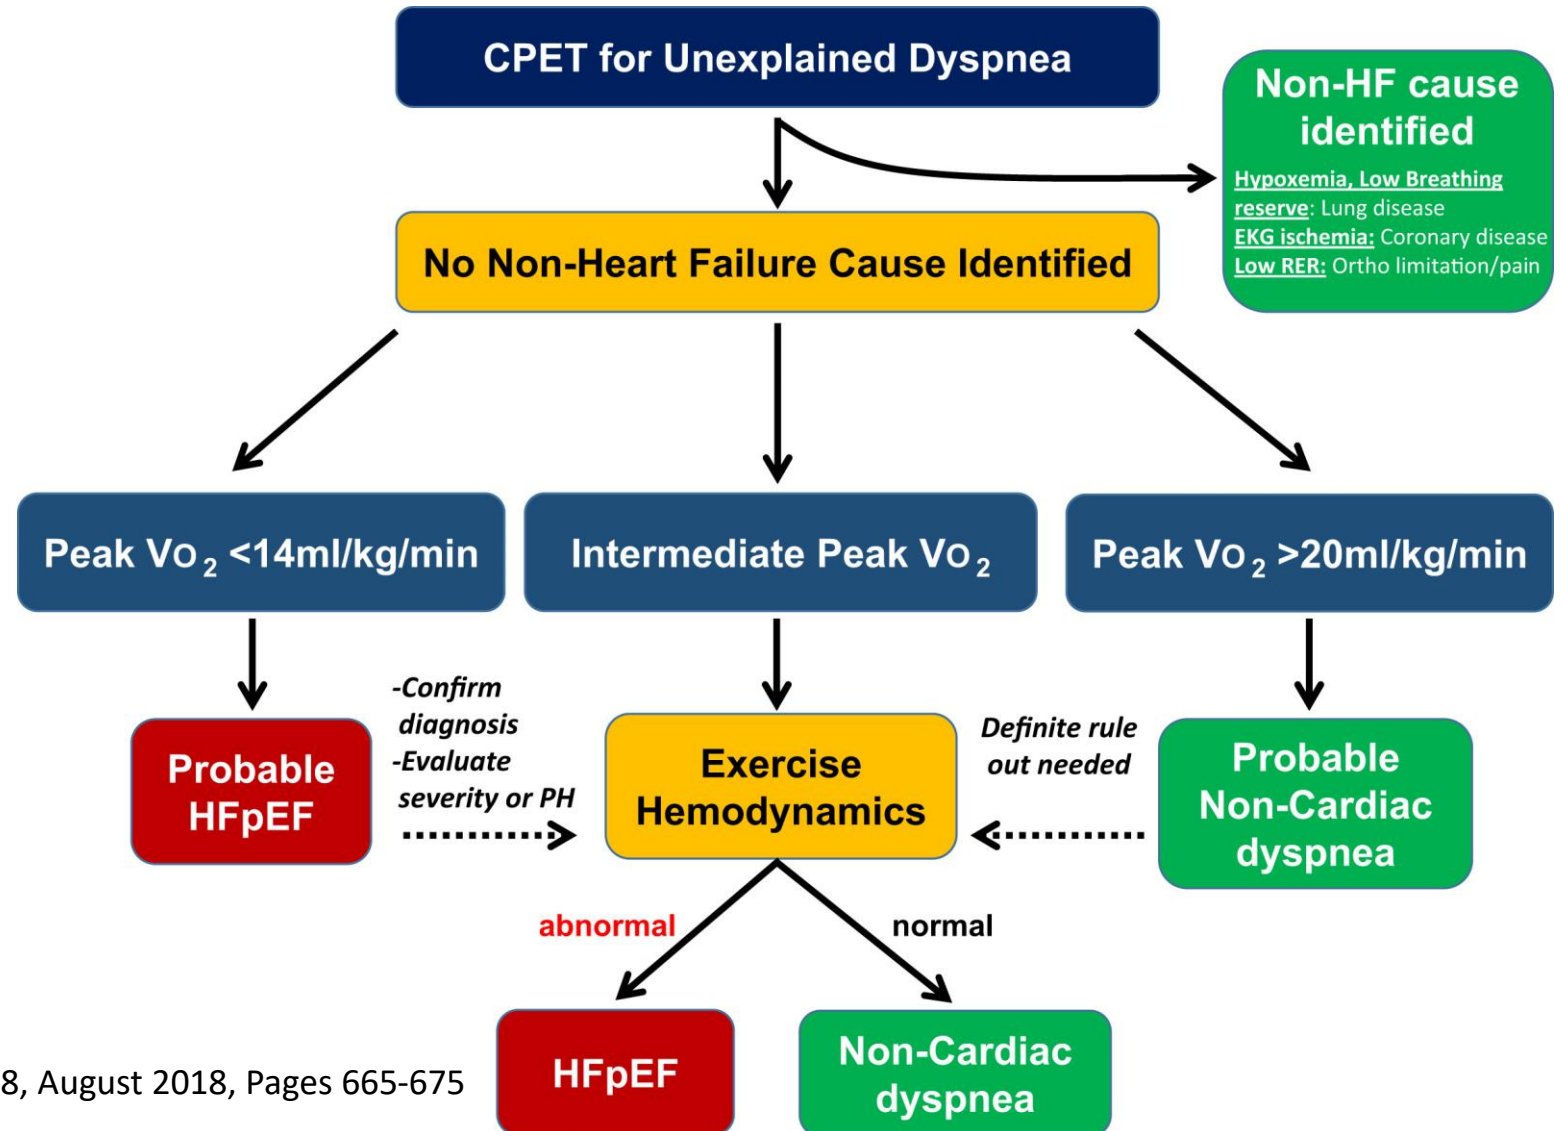 CPET for Unexplained Dyspnea
Non-HF cause
identified
Hypoxemia, Low Breathing
reserve: Lung disease
EKG ischemia: Coronary disease
Low RER: Ortho limitation/pain
No Non-Heart Failure Cause Identified
Peak VO2 <14ml/kg/min
Intermediate Peak VO2
Peak VO2 >20ml/kg/min
-Confirm
diagnosis
-Evaluate
severity or PH
Definite rule
out needed
Probable
HFpEF
Exercise
Hemodynamics
Probable
Non-Cardiac
dyspnea
abnormal
normal
HFpEF
Non-Cardiac
dyspnea
8, August 2018, Pages 665-675